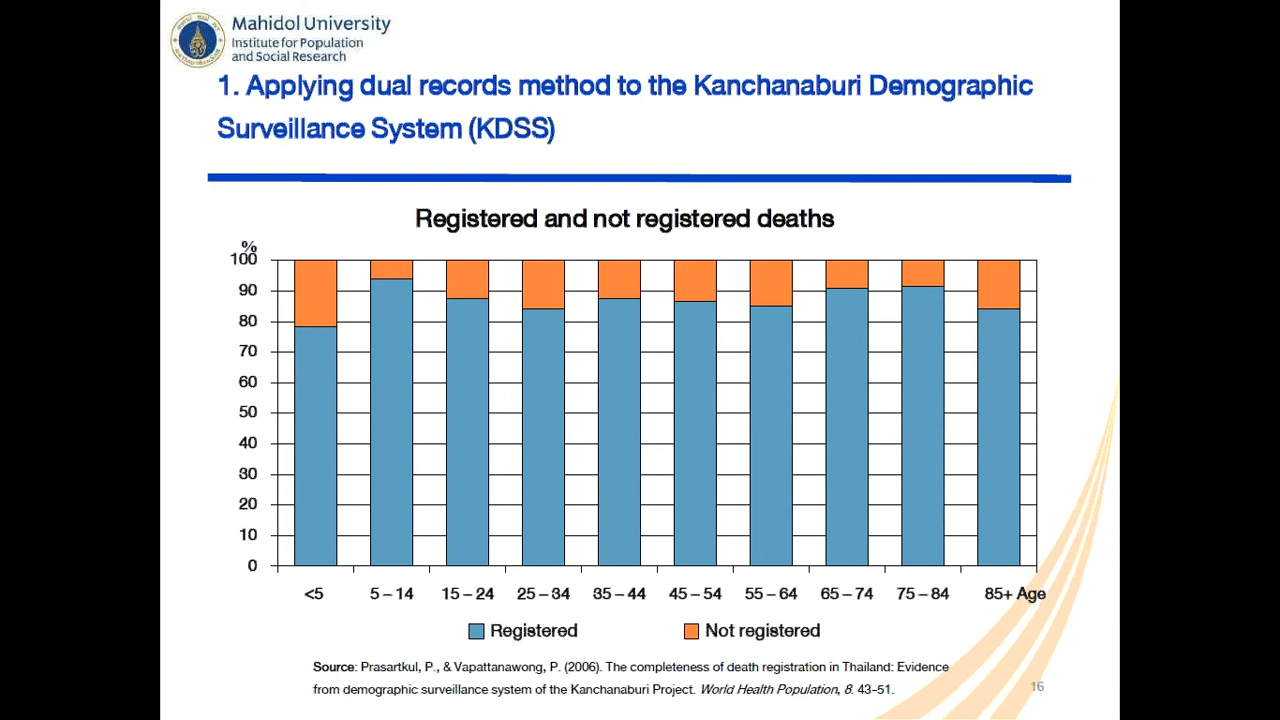 Mahidol University
Institute for Population
and Social Research
1. Applying dual records method to the Kanchanaburi Demographic
Surveillance System (KDSS)
Registered and not registered deaths
%
100
90
80
70
60
50
40
30
20
10
0
<5 5 – 14 15 – 24 25 – 34 35 – 44 45 – 54 55 – 64 65 – 74 75 – 84 85+ Age
Registered Not registered
Source: Prasartkul, P., & Vapattanawong, P. (2006). The completeness of death registration in Thailand: Evidence
from demographic surveillance system of the Kanchanaburi Project. World Health Population, 8. 43–51.
16